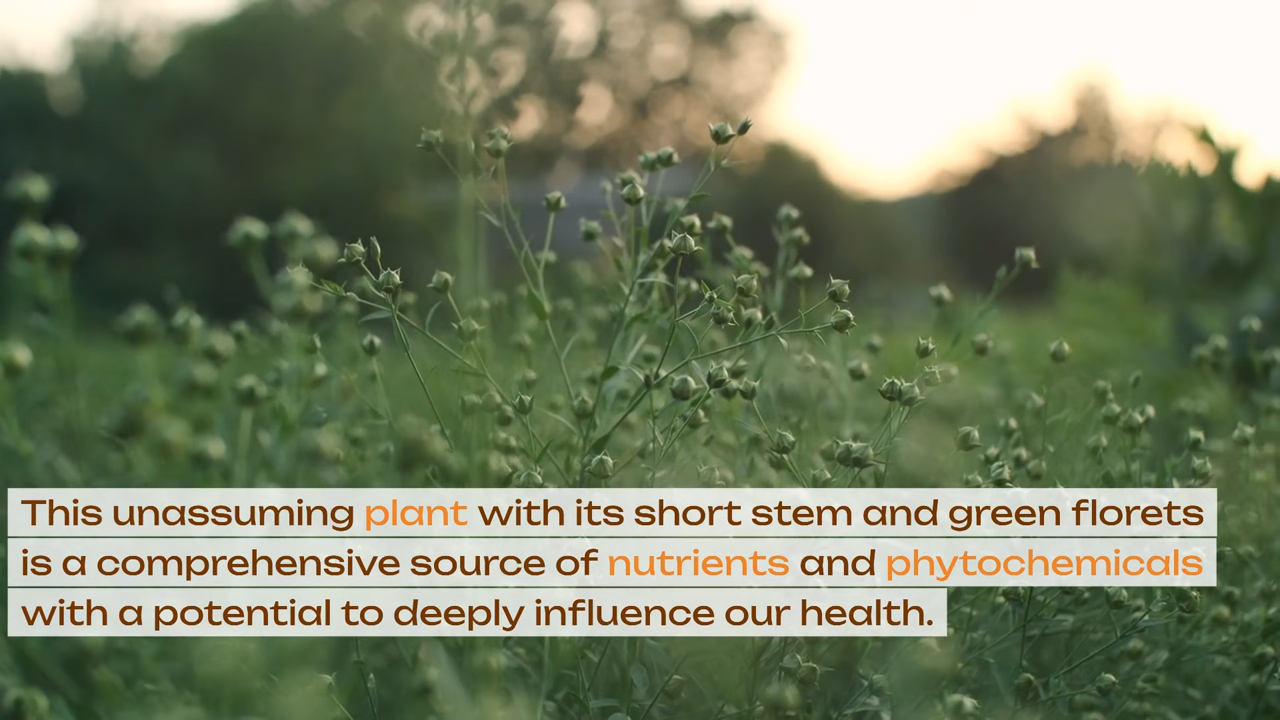 This unassuming plant with its short stem and green florets
is a comprehensive source of nutrients and phytochemicals
with a potential to deeply influence our health.